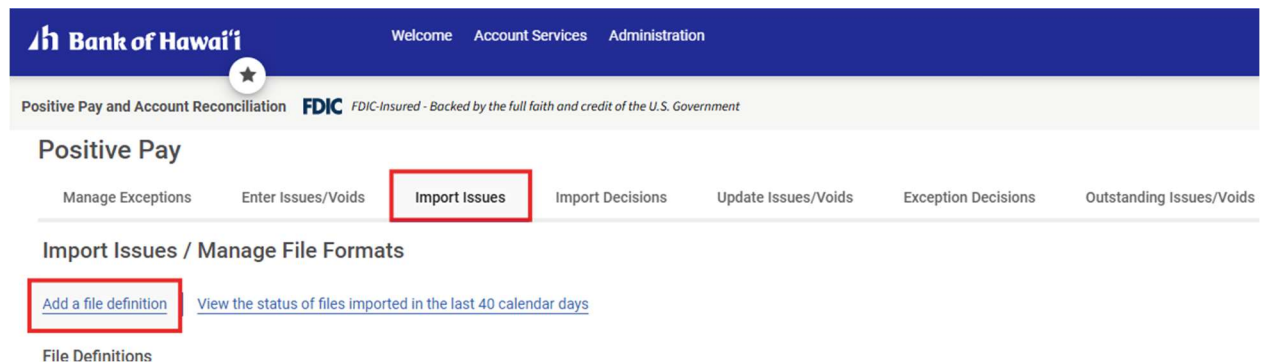 Bank of Hawaiʻi
Welcome Account Services Administration
Positive Pay and Account Reconciliation FDIC FDIC-Insured - Backed by the full faith and credit of the U.S. Government
Positive Pay
Manage Exceptions Enter Issues/Voids Import Issues Import Decisions Update Issues/Voids Exception Decisions Outstanding Issues/Voids
Import Issues / Manage File Formats
Add a file definition View the status of files imported in the last 40 calendar days
File Definitions